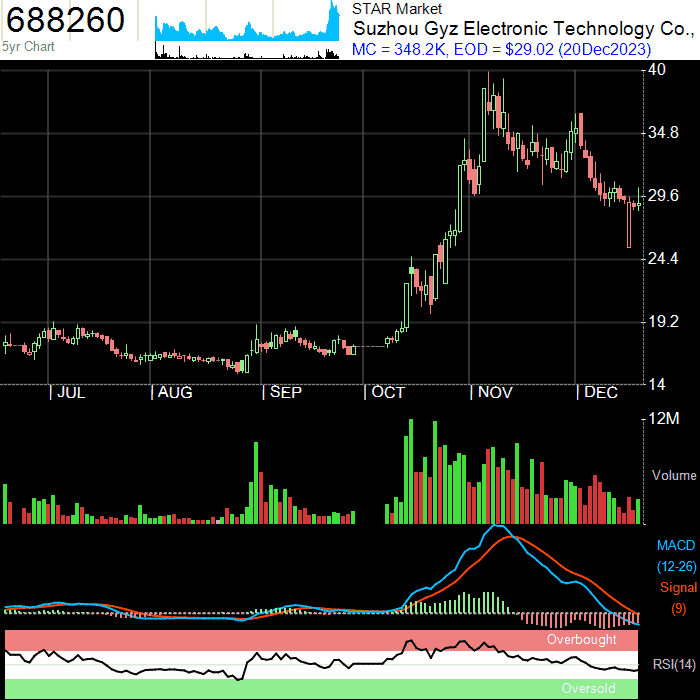 688260
5yr Chart
STAR Market
Suzhou Gyz Electronic Technology Co.,
MC = 348.2K, EOD = $29.02 (20Dec2023)
40
34.8
29.6
24.4
19.2
14
JUL AUG SEP OCT NOV DEC
12M
Volume
MACD
(12-26)
Signal
(9)
Overbought
RSI(14)
Oversold